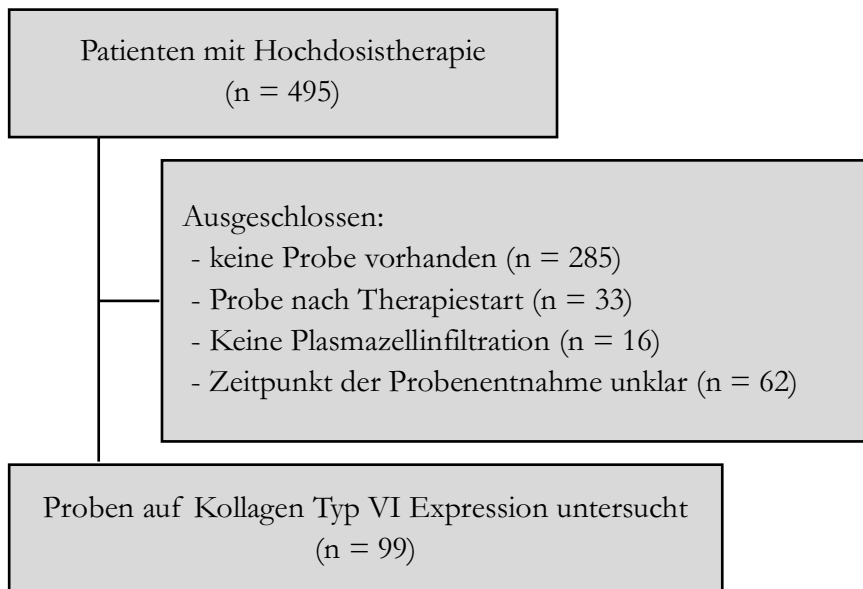 Patienten mit Hochdosistherapie
(n = 495)
Ausgeschlossen:
- keine Probe vorhanden (n = 285)
- Probe nach Therapiestart (n = 33)
- Keine Plasmazellinfiltration (n = 16)
- Zeitpunkt der Probenentnahme unklar (n = 62)
Proben auf Kollagen Typ VI Expression untersucht
(n = 99)